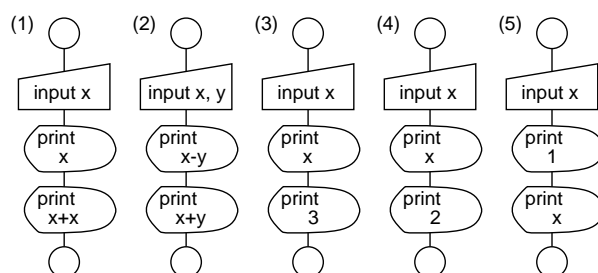 (1)
input x
print
x
print
x+x
(2)
input x, y
print
x-y
print
x+y
(3)
input x
print
x
print
3
(4)
input x
print
x
print
2
(5)
input x
print
1
print
x